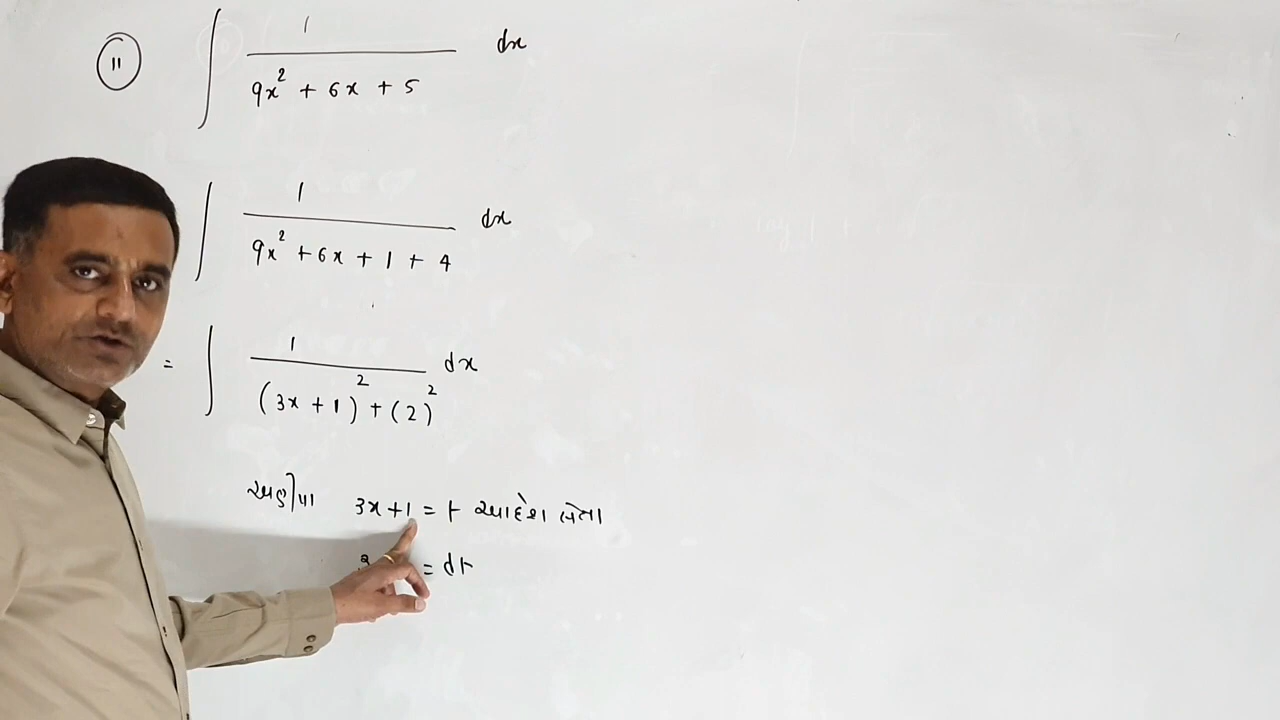 11 ∫ 1 / (9x² + 6x + 5) dx
∫ 1 / (9x² + 6x + 1 + 4) dx
= ∫ 1 / ((3x + 1)² + (2)²) dx
અહીંયા 3x + 1 = t આદેશ લેતા
3 = dt